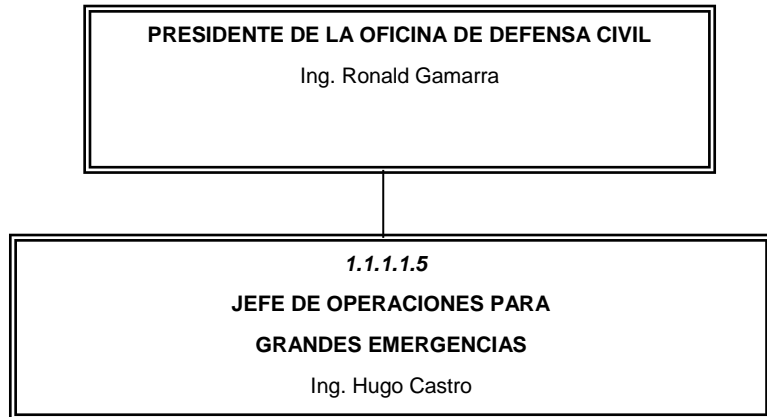 PRESIDENTE DE LA OFICINA DE DEFENSA CIVIL
Ing. Ronald Gamarra
1.1.1.1.5
JEFE DE OPERACIONES PARA
GRANDES EMERGENCIAS
Ing. Hugo Castro